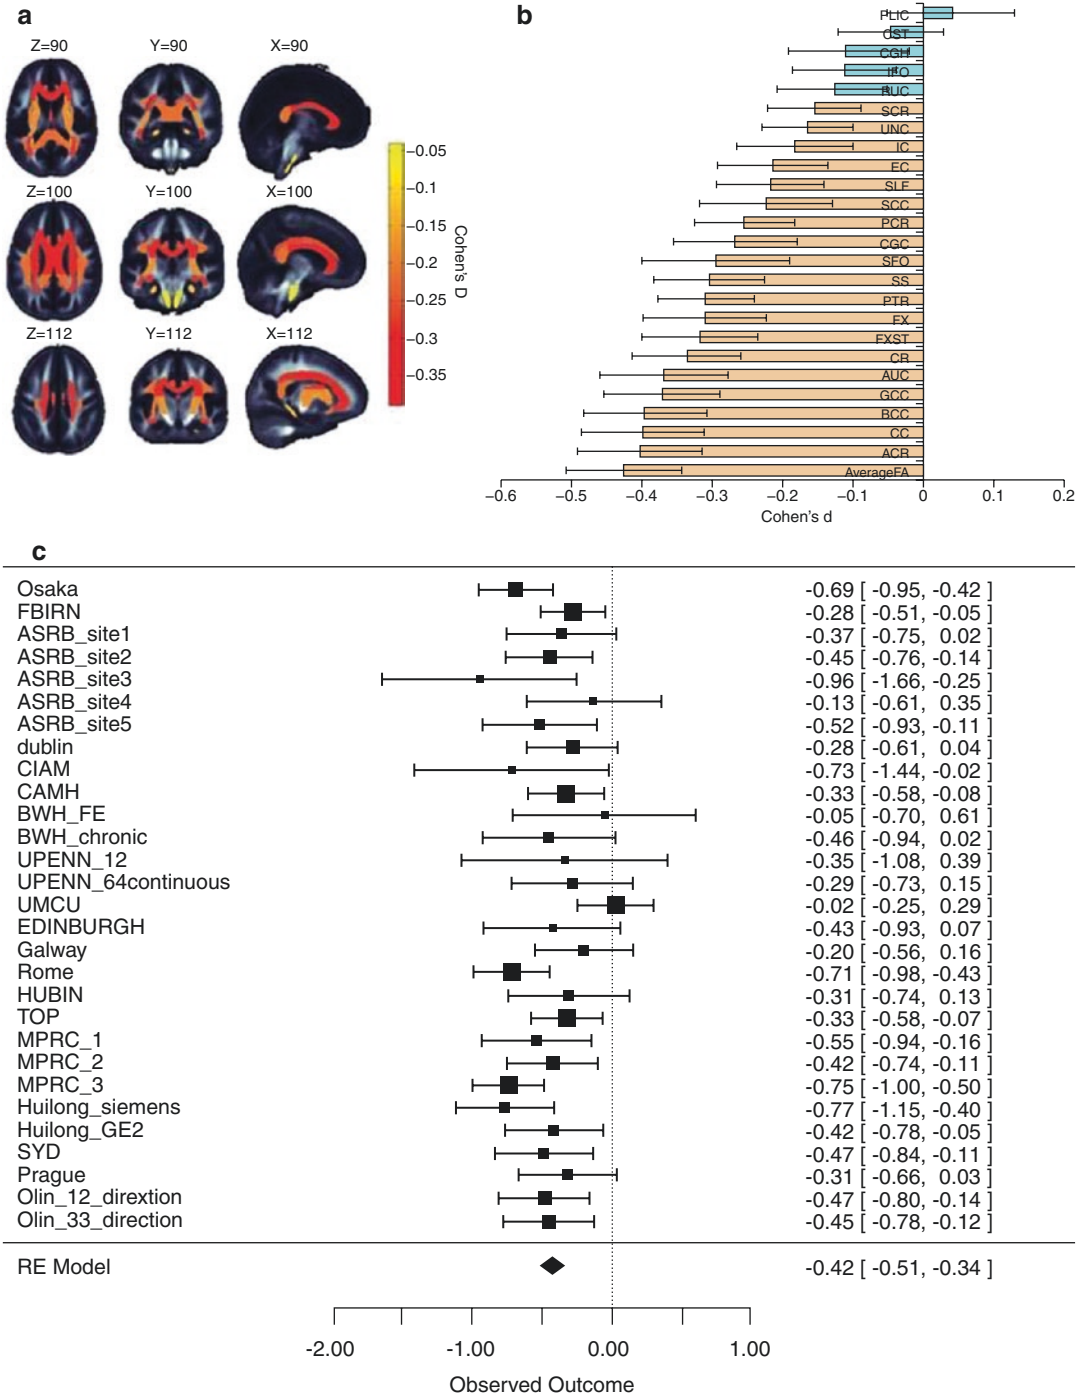 a
Z=90 Y=90 X=90
Z=100 Y=100 X=100
Z=112 Y=112 X=112
−0.05
−0.1
−0.15
−0.2
−0.25
−0.3
−0.35
Cohen's D
b
PLIC
CST
CGH
IFO
RUC
SCR
UNC
IC
EC
SLF
SCC
PCR
CGC
SFO
SS
PTR
FX
FXST
CR
AUC
GCC
BCC
CC
ACR
AverageFA
−0.6 −0.5 −0.4 −0.3 −0.2 −0.1 0 0.1 0.2
Cohen's d
c
Osaka -0.69 [ -0.95, -0.42 ]
FBIRN -0.28 [ -0.51, -0.05 ]
ASRB_site1 -0.37 [ -0.75, 0.02 ]
ASRB_site2 -0.45 [ -0.76, -0.14 ]
ASRB_site3 -0.96 [ -1.66, -0.25 ]
ASRB_site4 -0.13 [ -0.61, 0.35 ]
ASRB_site5 -0.52 [ -0.93, -0.11 ]
dublin -0.28 [ -0.61, 0.04 ]
CIAM -0.73 [ -1.44, -0.02 ]
CAMH -0.33 [ -0.58, -0.08 ]
BWH_FE -0.05 [ -0.70, 0.61 ]
BWH_chronic -0.46 [ -0.94, 0.02 ]
UPENN_12 -0.35 [ -1.08, 0.39 ]
UPENN_64continuous -0.29 [ -0.73, 0.15 ]
UMCU -0.02 [ -0.25, 0.29 ]
EDINBURGH -0.43 [ -0.93, 0.07 ]
Galway -0.20 [ -0.56, 0.16 ]
Rome -0.71 [ -0.98, -0.43 ]
HUBIN -0.31 [ -0.74, 0.13 ]
TOP -0.33 [ -0.58, -0.07 ]
MPRC_1 -0.55 [ -0.94, -0.16 ]
MPRC_2 -0.42 [ -0.74, -0.11 ]
MPRC_3 -0.75 [ -1.00, -0.50 ]
Huilong_siemens -0.77 [ -1.15, -0.40 ]
Huilong_GE2 -0.42 [ -0.78, -0.05 ]
SYD -0.47 [ -0.84, -0.11 ]
Prague -0.31 [ -0.66, 0.03 ]
Olin_12_dirextion -0.47 [ -0.80, -0.14 ]
Olin_33_direction -0.45 [ -0.78, -0.12 ]
RE Model -0.42 [ -0.51, -0.34 ]
-2.00 -1.00 0.00 1.00
Observed Outcome